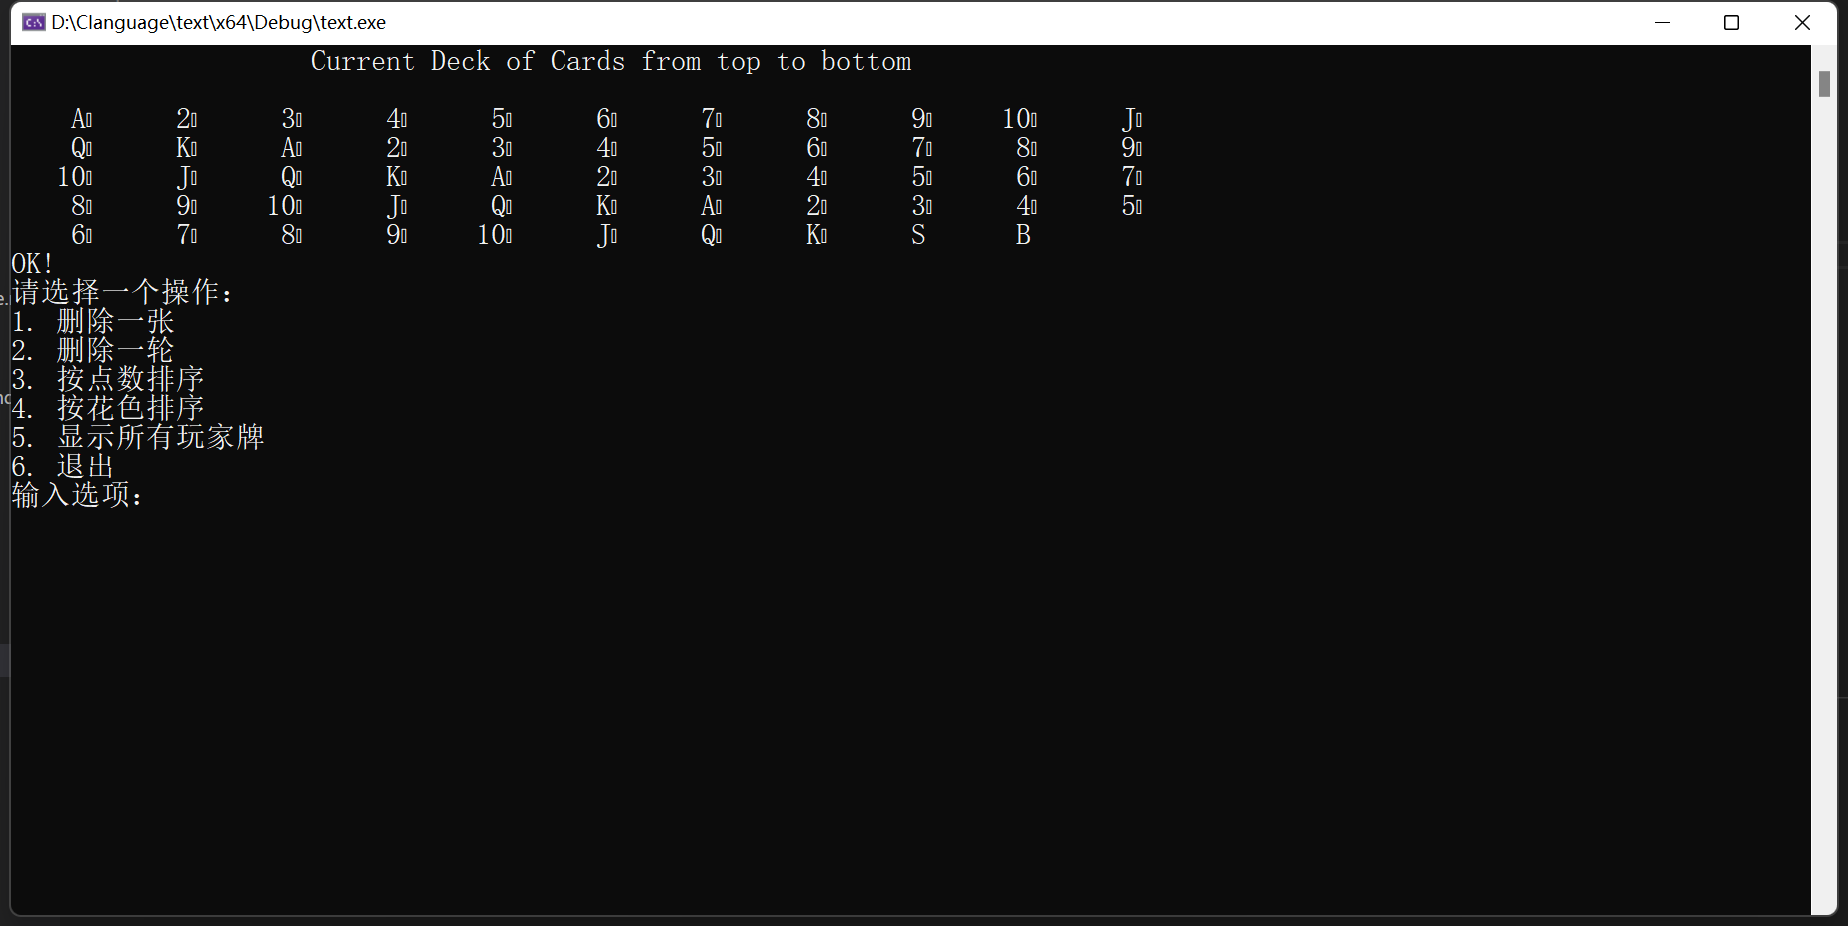 D:\Clanguage\text\x64\Debug\text.exe
Current Deck of Cards from top to bottom
A 2 3 4 5 6 7 8 9 10 J
Q K A 2 3 4 5 6 7 8 9
10 J Q K A 2 3 4 5 6 7
8 9 10 J Q K A 2 3 4 5
6 7 8 9 10 J Q K S B
OK!
请选择一个操作：
1. 删除一张
2. 删除一轮
3. 按点数排序
4. 按花色排序
5. 显示所有玩家牌
6. 退出
输入选项：